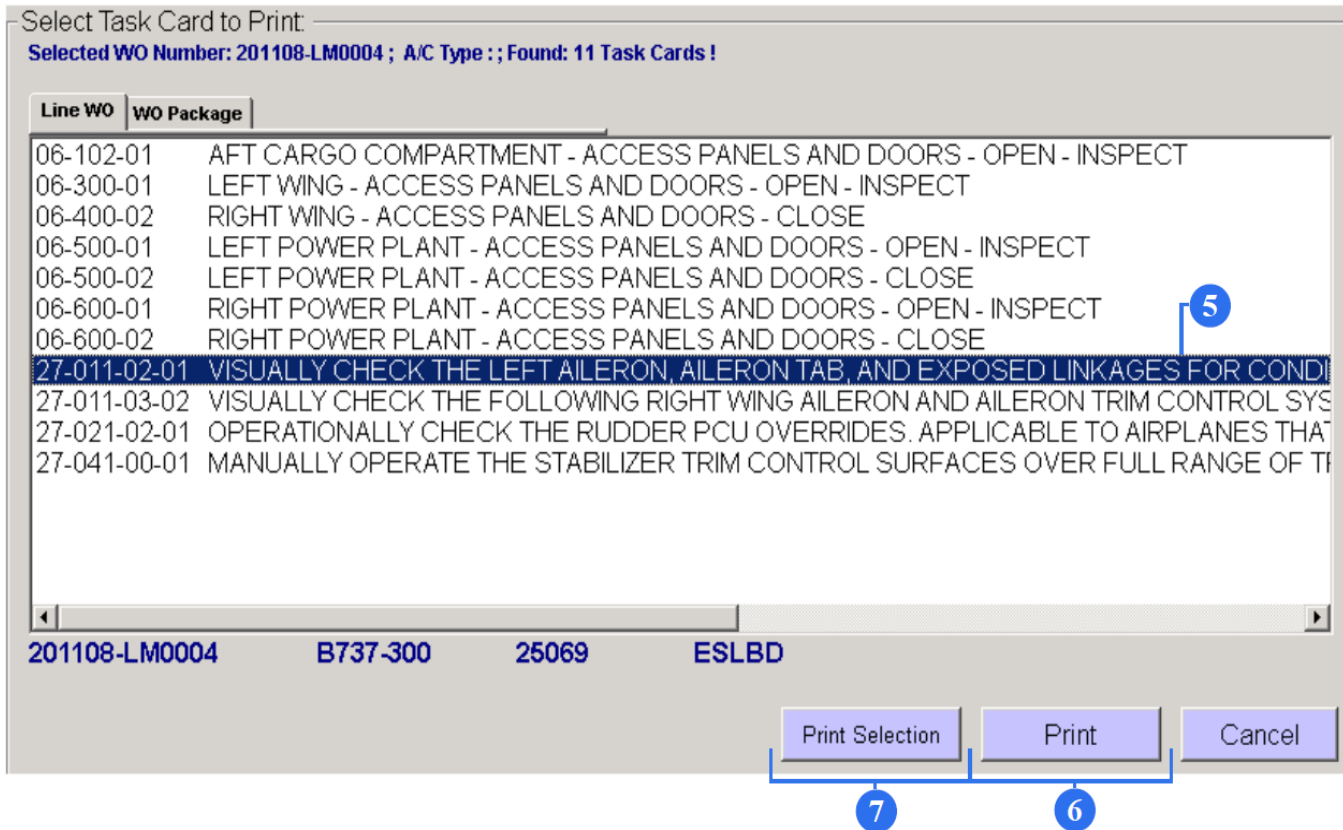 Select Task Card to Print:
Selected WO Number: 201108-LM0004 ; A/C Type : ; Found: 11 Task Cards !
Line WO WO Package
06-102-01 AFT CARGO COMPARTMENT - ACCESS PANELS AND DOORS - OPEN - INSPECT
06-300-01 LEFT WING - ACCESS PANELS AND DOORS - OPEN - INSPECT
06-400-02 RIGHT WING - ACCESS PANELS AND DOORS - CLOSE
06-500-01 LEFT POWER PLANT - ACCESS PANELS AND DOORS - OPEN - INSPECT
06-500-02 LEFT POWER PLANT - ACCESS PANELS AND DOORS - CLOSE
06-600-01 RIGHT POWER PLANT - ACCESS PANELS AND DOORS - OPEN - INSPECT
5
06-600-02 RIGHT POWER PLANT - ACCESS PANELS AND DOORS - CLOSE
27-011-02-01 VISUALLY CHECK THE LEFT AILERON, AILERON TAB, AND EXPOSED LINKAGES FOR CONDI
27-011-03-02 VISUALLY CHECK THE FOLLOWING RIGHT WING AILERON AND AILERON TRIM CONTROL SYS
27-021-02-01 OPERATIONALLY CHECK THE RUDDER PCU OVERRIDES. APPLICABLE TO AIRPLANES THAT
27-041-00-01 MANUALLY OPERATE THE STABILIZER TRIM CONTROL SURFACES OVER FULL RANGE OF
201108-LM0004 B737-300 25069 ESLBD
Print Selection Print Cancel
7 6